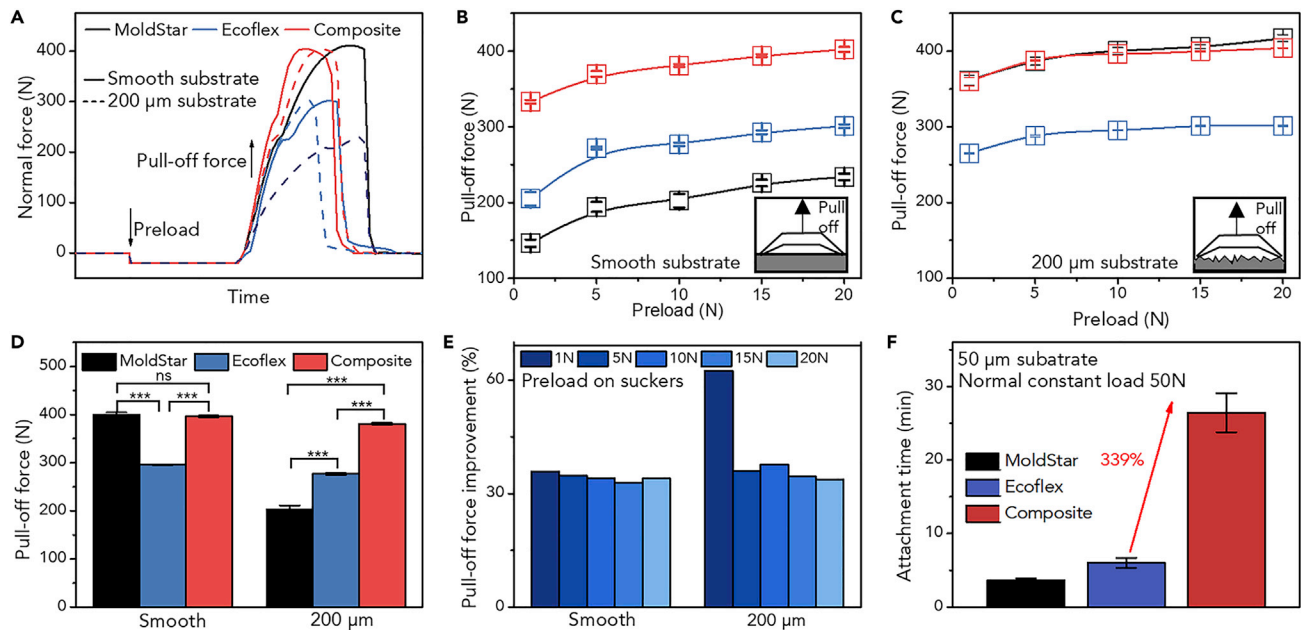 A
MoldStar Ecoflex Composite
Smooth substrate
200 µm substrate
Pull-off force
Preload
Normal force (N)
400
300
200
100
0
Time
B
Pull-off force (N)
400
300
200
100
0 5 10 15 20
Preload (N)
Smooth substrate
Pull
off
C
Pull-off force (N)
400
300
200
100
0 5 10 15 20
Preload (N)
200 µm substrate
Pull
off
D
MoldStar Ecoflex Composite
ns
*** ***
***
***
***
Pull-off force (N)
500
400
300
200
100
0
Smooth 200 µm
E
1N 5N 10N 15N 20N
Preload on suckers
Pull-off force improvement (%)
60
30
0
Smooth 200 µm
F
50 µm subatrate
Normal constant load 50N
339%
MoldStar
Ecoflex
Composite
Attachment time (min)
30
20
10
0